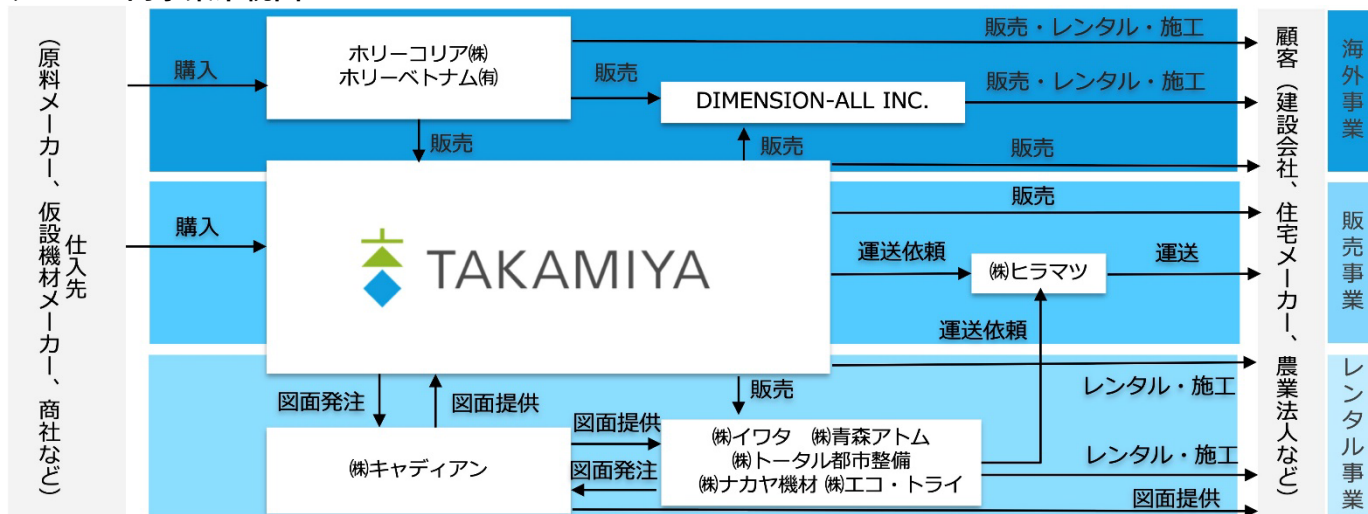 仕入先
（原料メーカー、仮設機材メーカー、商社など）
購入
ホリーコリア㈱
ホリーベトナム㈲
販売
DIMENSION-ALL INC.
販売・レンタル・施工
販売・レンタル・施工
販売
販売
販売
海外事業
顧客（建設会社、住宅メーカー、農業法人など）
購入
TAKAMIYA
販売
運送依頼
㈱ヒラマツ
運送
運送依頼
販売事業
図面発注
図面提供
販売
レンタル・施工
㈱キャディアン
図面提供
図面発注
㈱イワタ ㈱青森アトム
㈱トータル都市整備
㈱ナカヤ機材 ㈱エコ・トライ
レンタル・施工
図面提供
レンタル事業